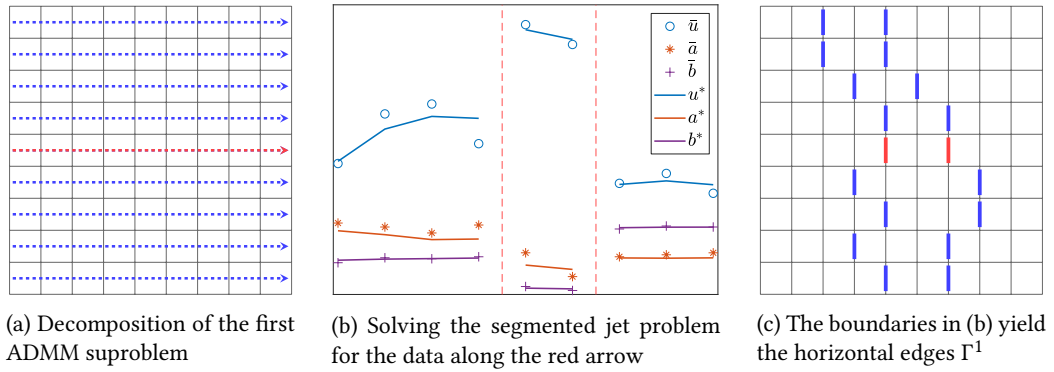 ū
ā
b̄
u*
a*
b*
(a) Decomposition of the first
ADMM suproblem
(b) Solving the segmented jet problem
for the data along the red arrow
(c) The boundaries in (b) yield
the horizontal edges Γ¹